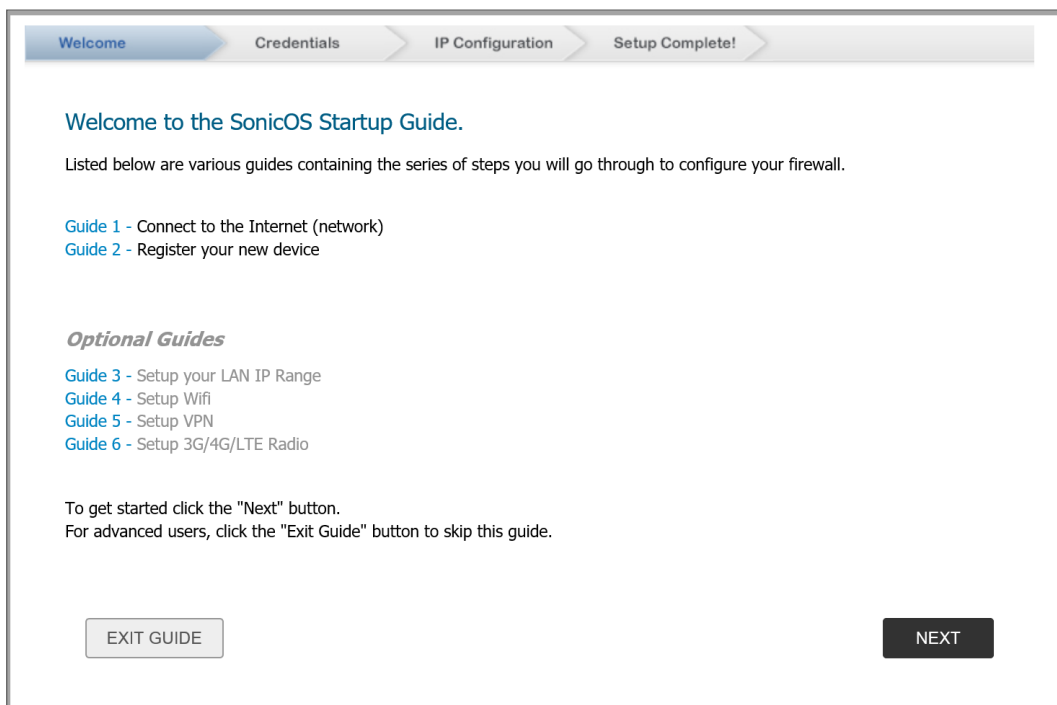 Welcome Credentials IP Configuration Setup Complete!
Welcome to the SonicOS Startup Guide.
Listed below are various guides containing the series of steps you will go through to configure your firewall.
Guide 1 - Connect to the Internet (network)
Guide 2 - Register your new device
Optional Guides
Guide 3 - Setup your LAN IP Range
Guide 4 - Setup Wifi
Guide 5 - Setup VPN
Guide 6 - Setup 3G/4G/LTE Radio
To get started click the "Next" button.
For advanced users, click the "Exit Guide" button to skip this guide.
EXIT GUIDE NEXT